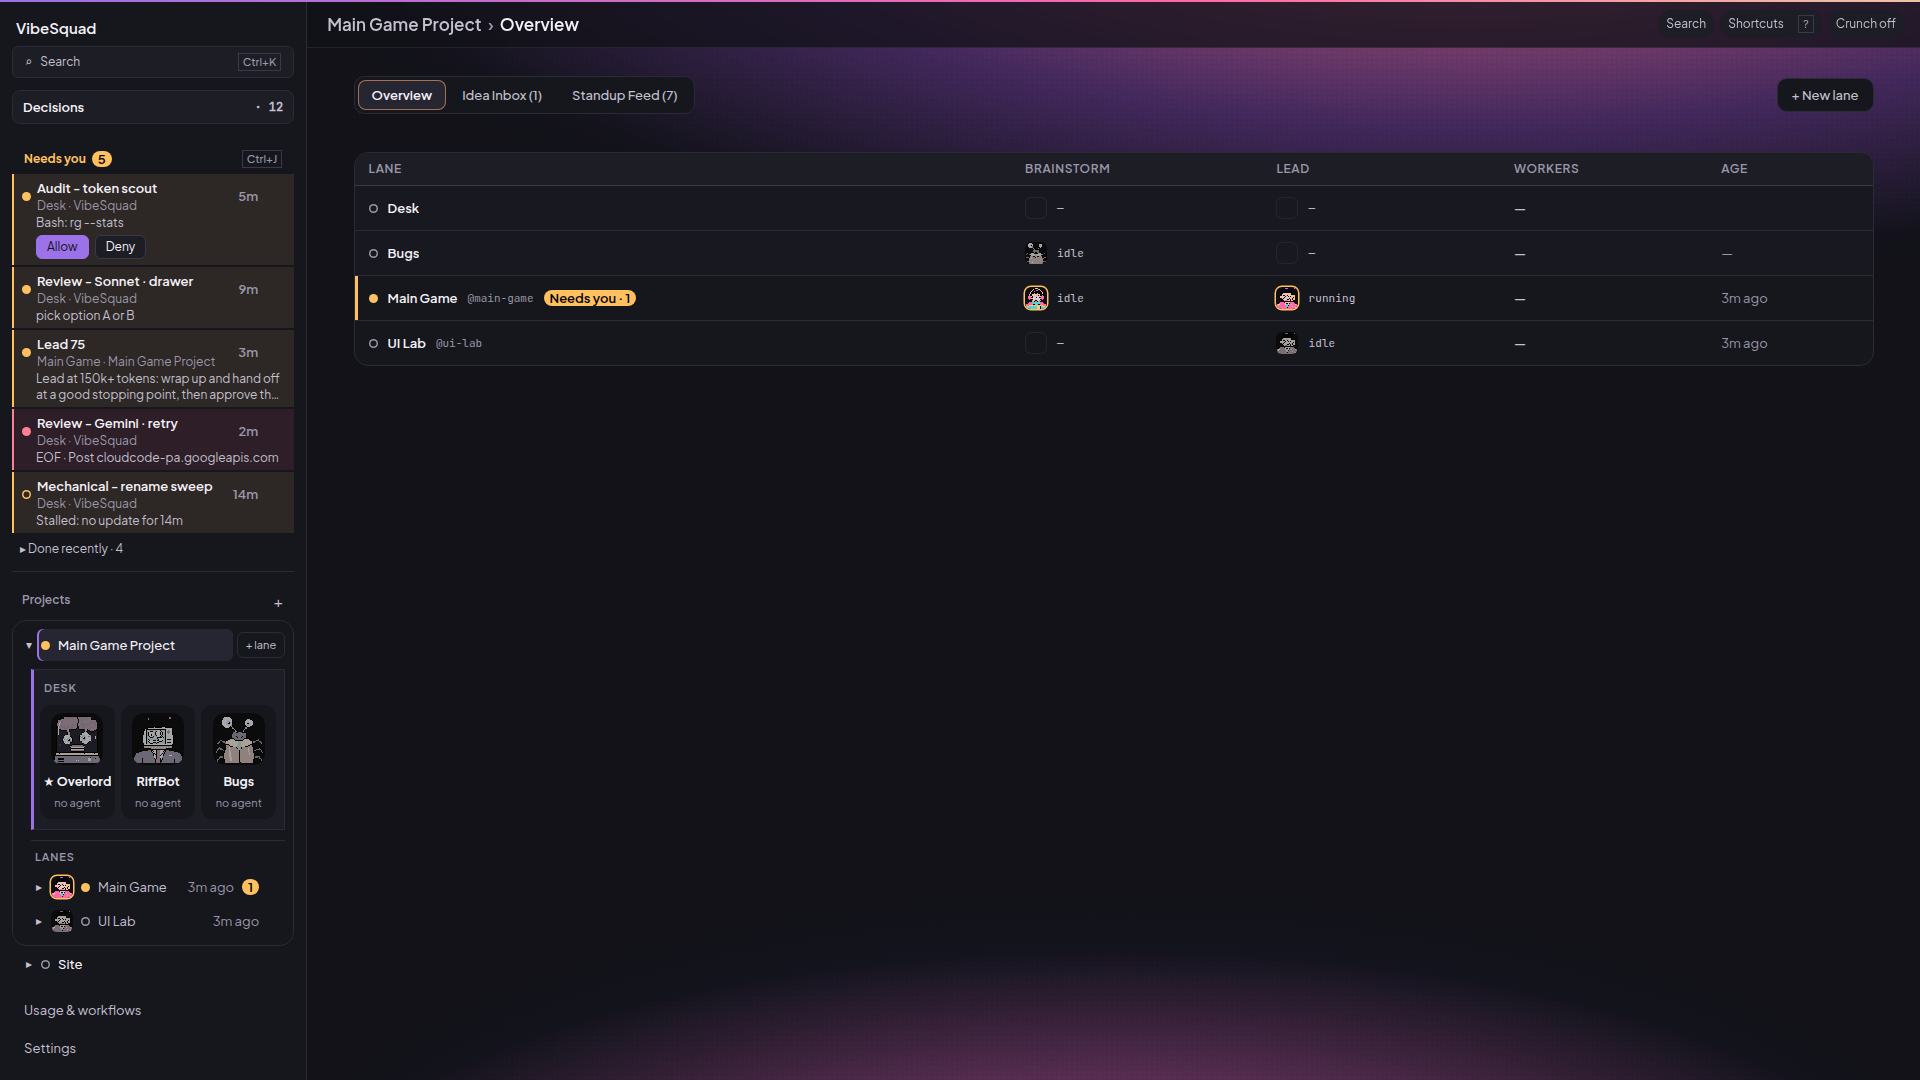 VibeSquad
Search Ctrl+K
Decisions · 12
Needs you 5 Ctrl+J
Audit – token scout 5m
Desk · VibeSquad
Bash: rg --stats
Allow Deny
Review – Sonnet · drawer 9m
Desk · VibeSquad
pick option A or B
Lead 75 3m
Main Game · Main Game Project
Lead at 150k+ tokens: wrap up and hand off
at a good stopping point, then approve th…
Review – Gemini · retry 2m
Desk · VibeSquad
EOF · Post cloudcode-pa.googleapis.com
Mechanical – rename sweep 14m
Desk · VibeSquad
Stalled: no update for 14m
▸ Done recently · 4
Projects +
▾ Main Game Project + lane
DESK
★ Overlord RiffBot Bugs
no agent no agent no agent
LANES
▸ Main Game 3m ago 1
▸ UI Lab 3m ago
▸ Site
Usage & workflows
Settings
Main Game Project › Overview
Search Shortcuts ? Crunch off
Overview Idea Inbox (1) Standup Feed (7) + New lane
LANE BRAINSTORM LEAD WORKERS AGE
Desk – – —
Bugs idle – — —
Main Game @main-game Needs you · 1 idle running — 3m ago
UI Lab @ui-lab – idle — 3m ago